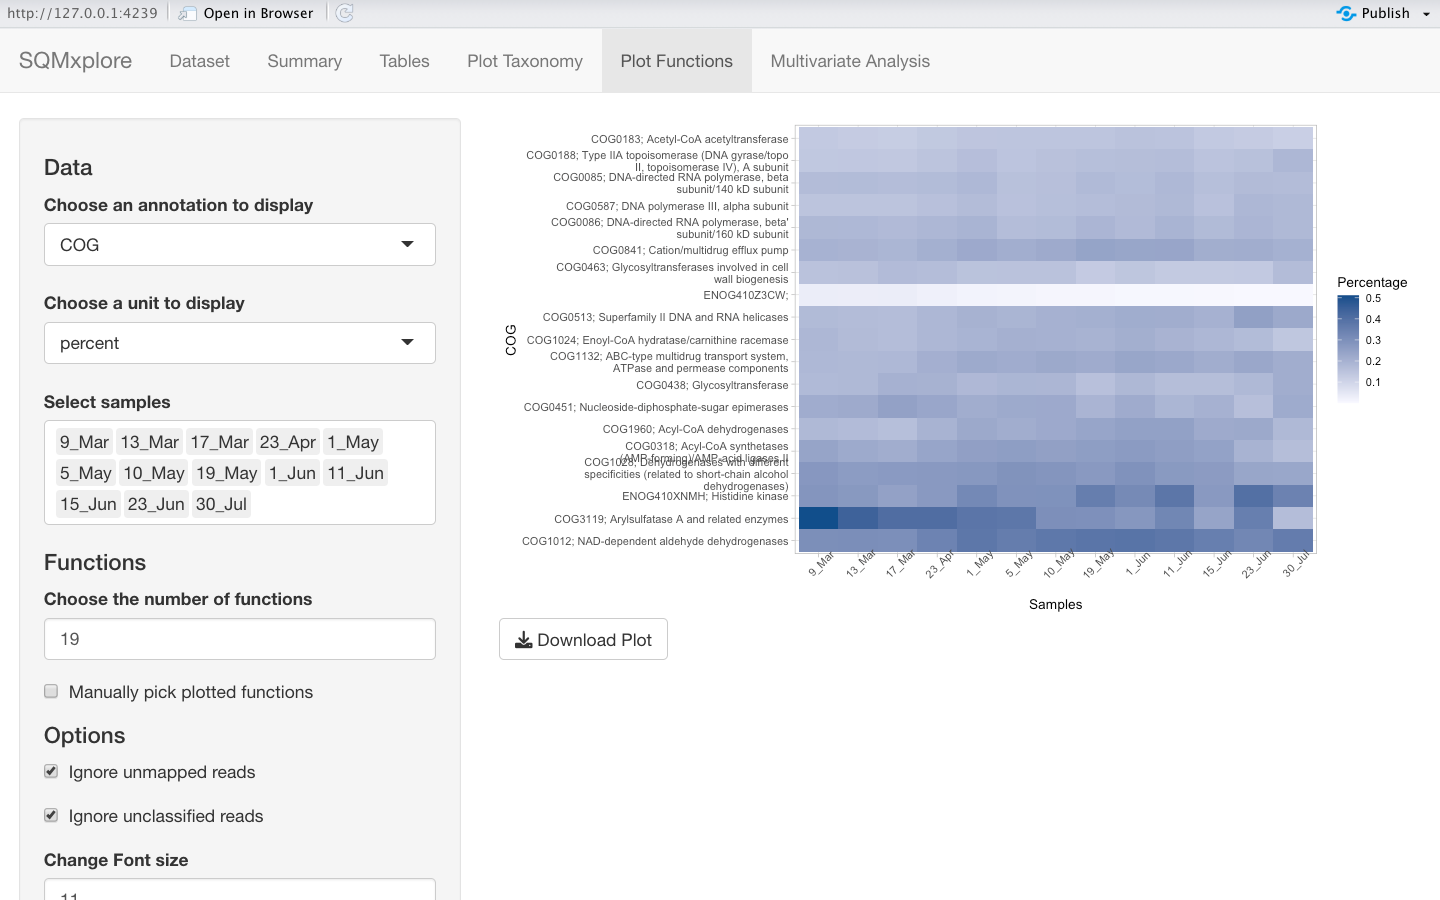 http://127.0.0.1:4239 Open in Browser Publish
SQMxplore Dataset Summary Tables Plot Taxonomy Plot Functions Multivariate Analysis
Data
Choose an annotation to display
COG
Choose a unit to display
percent
Select samples
9_Mar 13_Mar 17_Mar 23_Apr 1_May
5_May 10_May 19_May 1_Jun 11_Jun
15_Jun 23_Jun 30_Jul
Functions
Choose the number of functions
19
Manually pick plotted functions
Options
Ignore unmapped reads
Ignore unclassified reads
Change Font size
11
COG
COG0183; Acetyl-CoA acetyltransferase
COG0188; Type IIA topoisomerase (DNA gyrase/topo
II, topoisomerase IV), A subunit
COG0085; DNA-directed RNA polymerase, beta
subunit/140 kD subunit
COG0587; DNA polymerase III, alpha subunit
COG0086; DNA-directed RNA polymerase, beta'
subunit/160 kD subunit
COG0841; Cation/multidrug efflux pump
COG0463; Glycosyltransferases involved in cell
wall biogenesis
ENOG410Z3CW;
COG0513; Superfamily II DNA and RNA helicases
COG1024; Enoyl-CoA hydratase/carnithine racemase
COG1132; ABC-type multidrug transport system,
ATPase and permease components
COG0438; Glycosyltransferase
COG0451; Nucleoside-diphosphate-sugar epimerases
COG1960; Acyl-CoA dehydrogenases
COG0318; Acyl-CoA synthetases
(AMP-forming)/AMP-acid ligases II
COG1028; Dehydrogenases with different
specificities (related to short-chain alcohol
dehydrogenases)
ENOG410XNMH; Histidine kinase
COG3119; Arylsulfatase A and related enzymes
COG1012; NAD-dependent aldehyde dehydrogenases
9_Mar 13_Mar 17_Mar 23_Apr 1_May 5_May 10_May 19_May 1_Jun 11_Jun 15_Jun 23_Jun 30_Jul
Samples
Percentage
0.5
0.4
0.3
0.2
0.1
Download Plot